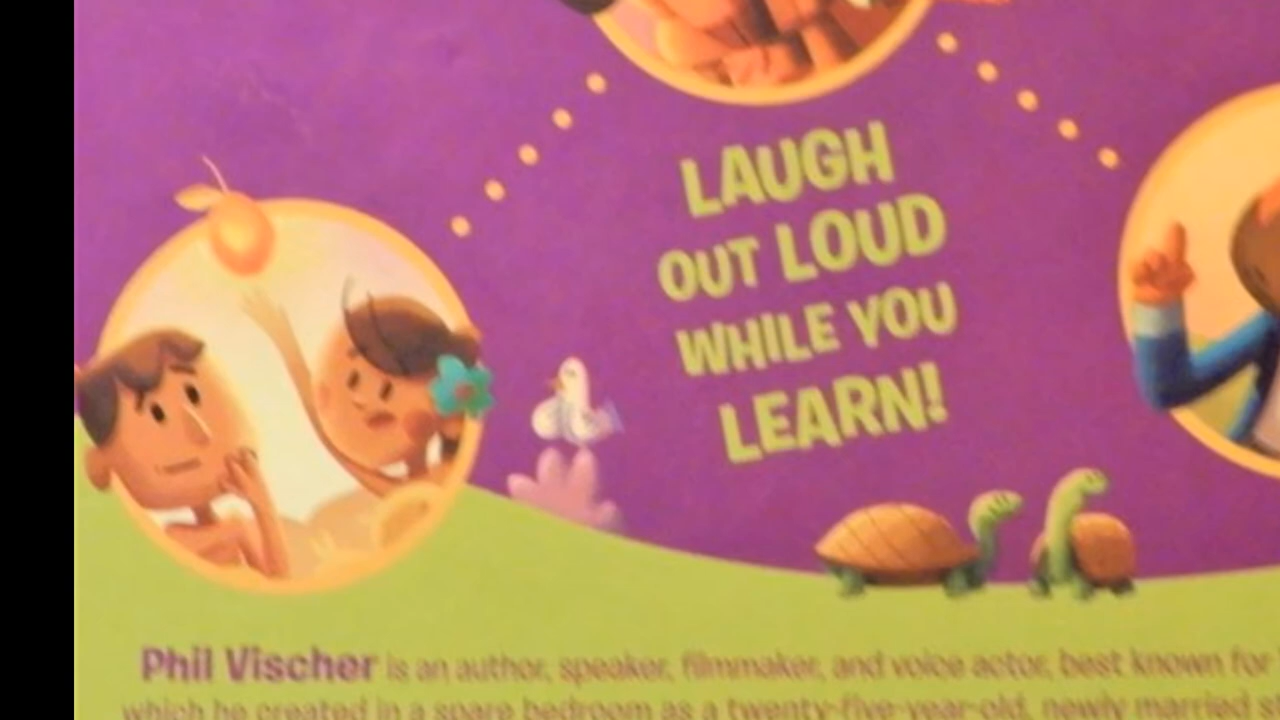 LAUGH
OUT LOUD
WHILE YOU
LEARN!
Phil Vischer is an author, speaker, filmmaker, and voice actor, best known for
which he created in a spare bedroom as a twenty-five-year-old, newly married